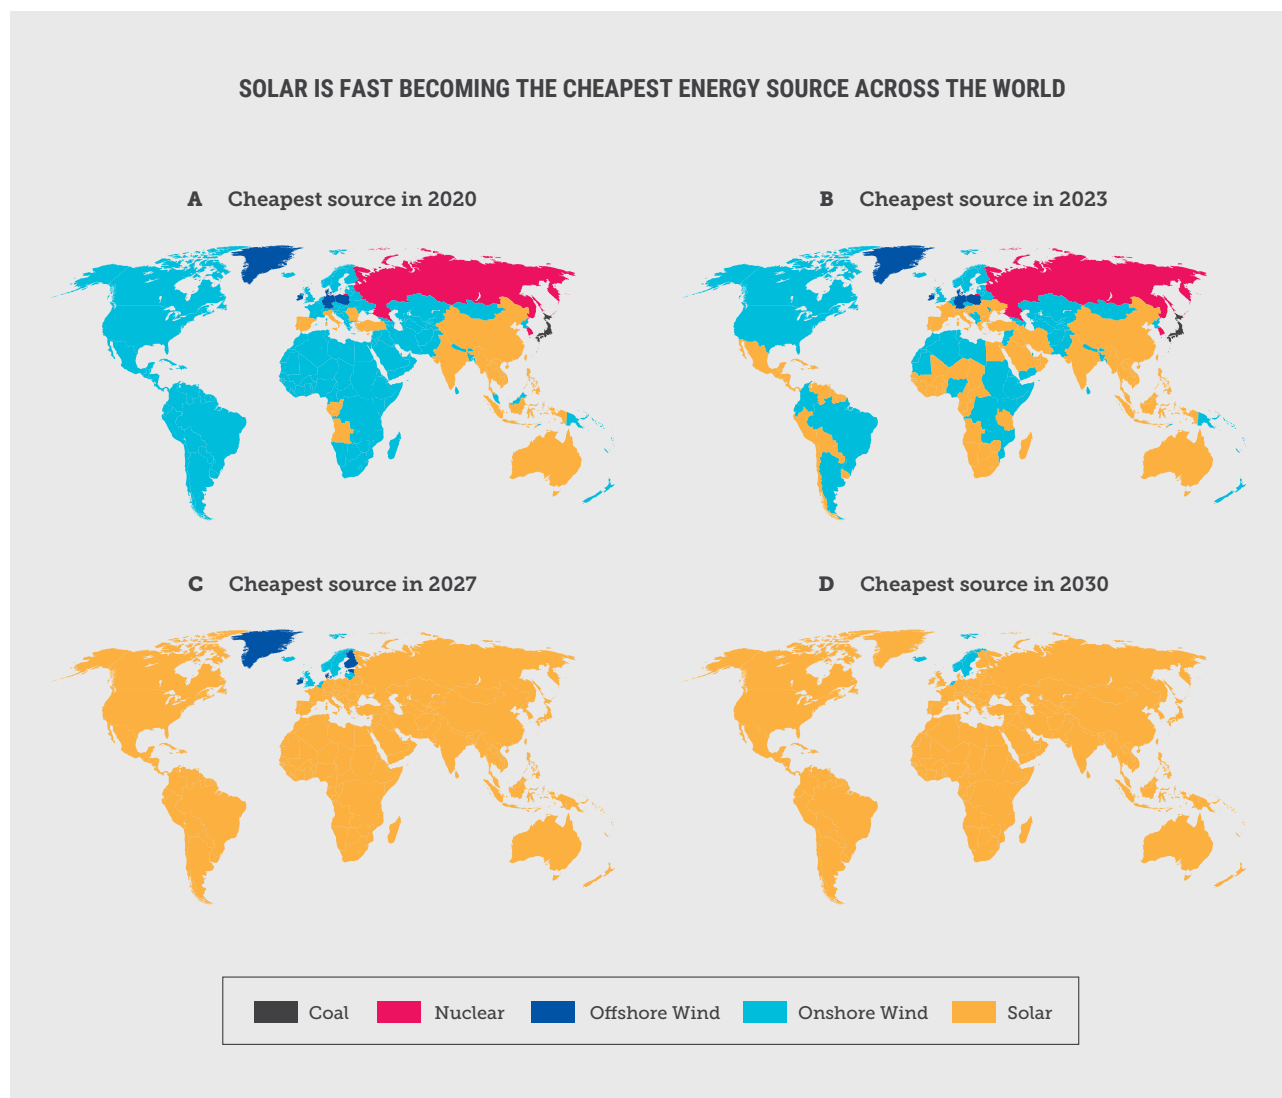 SOLAR IS FAST BECOMING THE CHEAPEST ENERGY SOURCE ACROSS THE WORLD
A Cheapest source in 2020
B Cheapest source in 2023
C Cheapest source in 2027
D Cheapest source in 2030
Coal Nuclear Offshore Wind Onshore Wind Solar